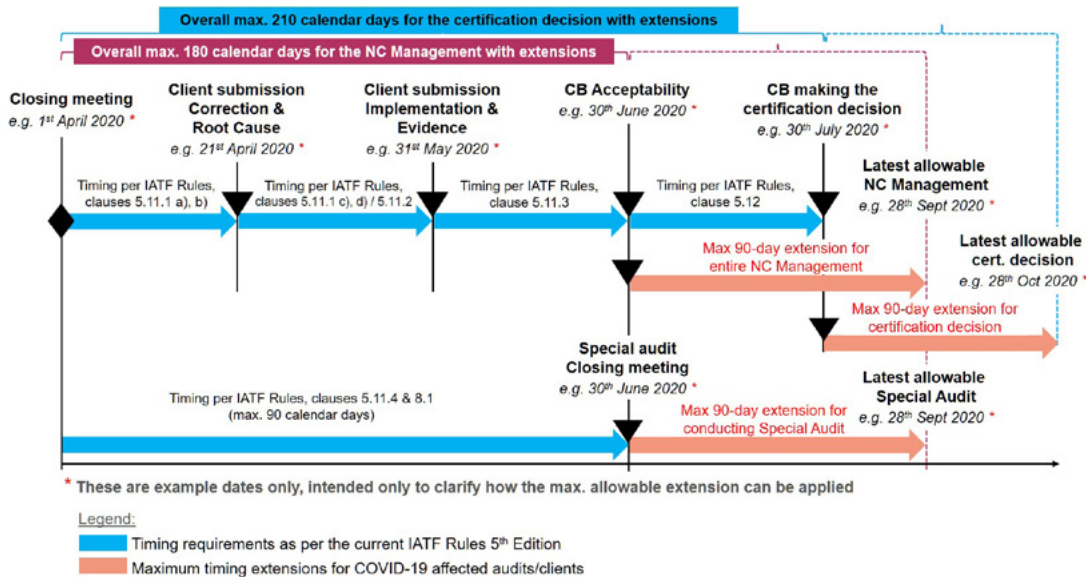 Overall max. 210 calendar days for the certification decision with extensions
Overall max. 180 calendar days for the NC Management with extensions
Closing meeting
e.g. 1st April 2020 *
Client submission
Correction &
Root Cause
e.g. 21st April 2020 *
Client submission
Implementation &
Evidence
e.g. 31st May 2020 *
CB Acceptability
e.g. 30th June 2020 *
CB making the
certification decision
e.g. 30th July 2020 *
Latest allowable
NC Management
e.g. 28th Sept 2020 *
Latest allowable
cert. decision
e.g. 28th Oct 2020 *
Timing per IATF Rules,
clauses 5.11.1 a), b)
Timing per IATF Rules,
clauses 5.11.1 c), d) / 5.11.2
Timing per IATF Rules,
clause 5.11.3
Timing per IATF Rules,
clause 5.12
Max 90-day extension for
entire NC Management
Max 90-day extension for
certification decision
Special audit
Closing meeting
e.g. 30th June 2020 *
Latest allowable
Special Audit
e.g. 28th Sept 2020 *
Timing per IATF Rules, clauses 5.11.4 & 8.1
(max. 90 calendar days)
Max 90-day extension for
conducting Special Audit
* These are example dates only, intended only to clarify how the max. allowable extension can be applied
Legend:
Timing requirements as per the current IATF Rules 5th Edition
Maximum timing extensions for COVID-19 affected audits/clients